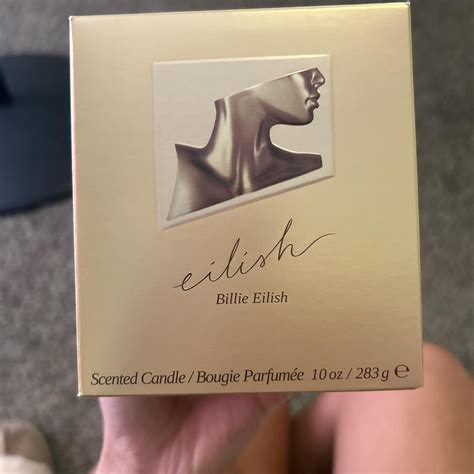 eilish
Billie Eilish
Scented Candle / Bougie Parfumée 10 oz / 283 g ℮